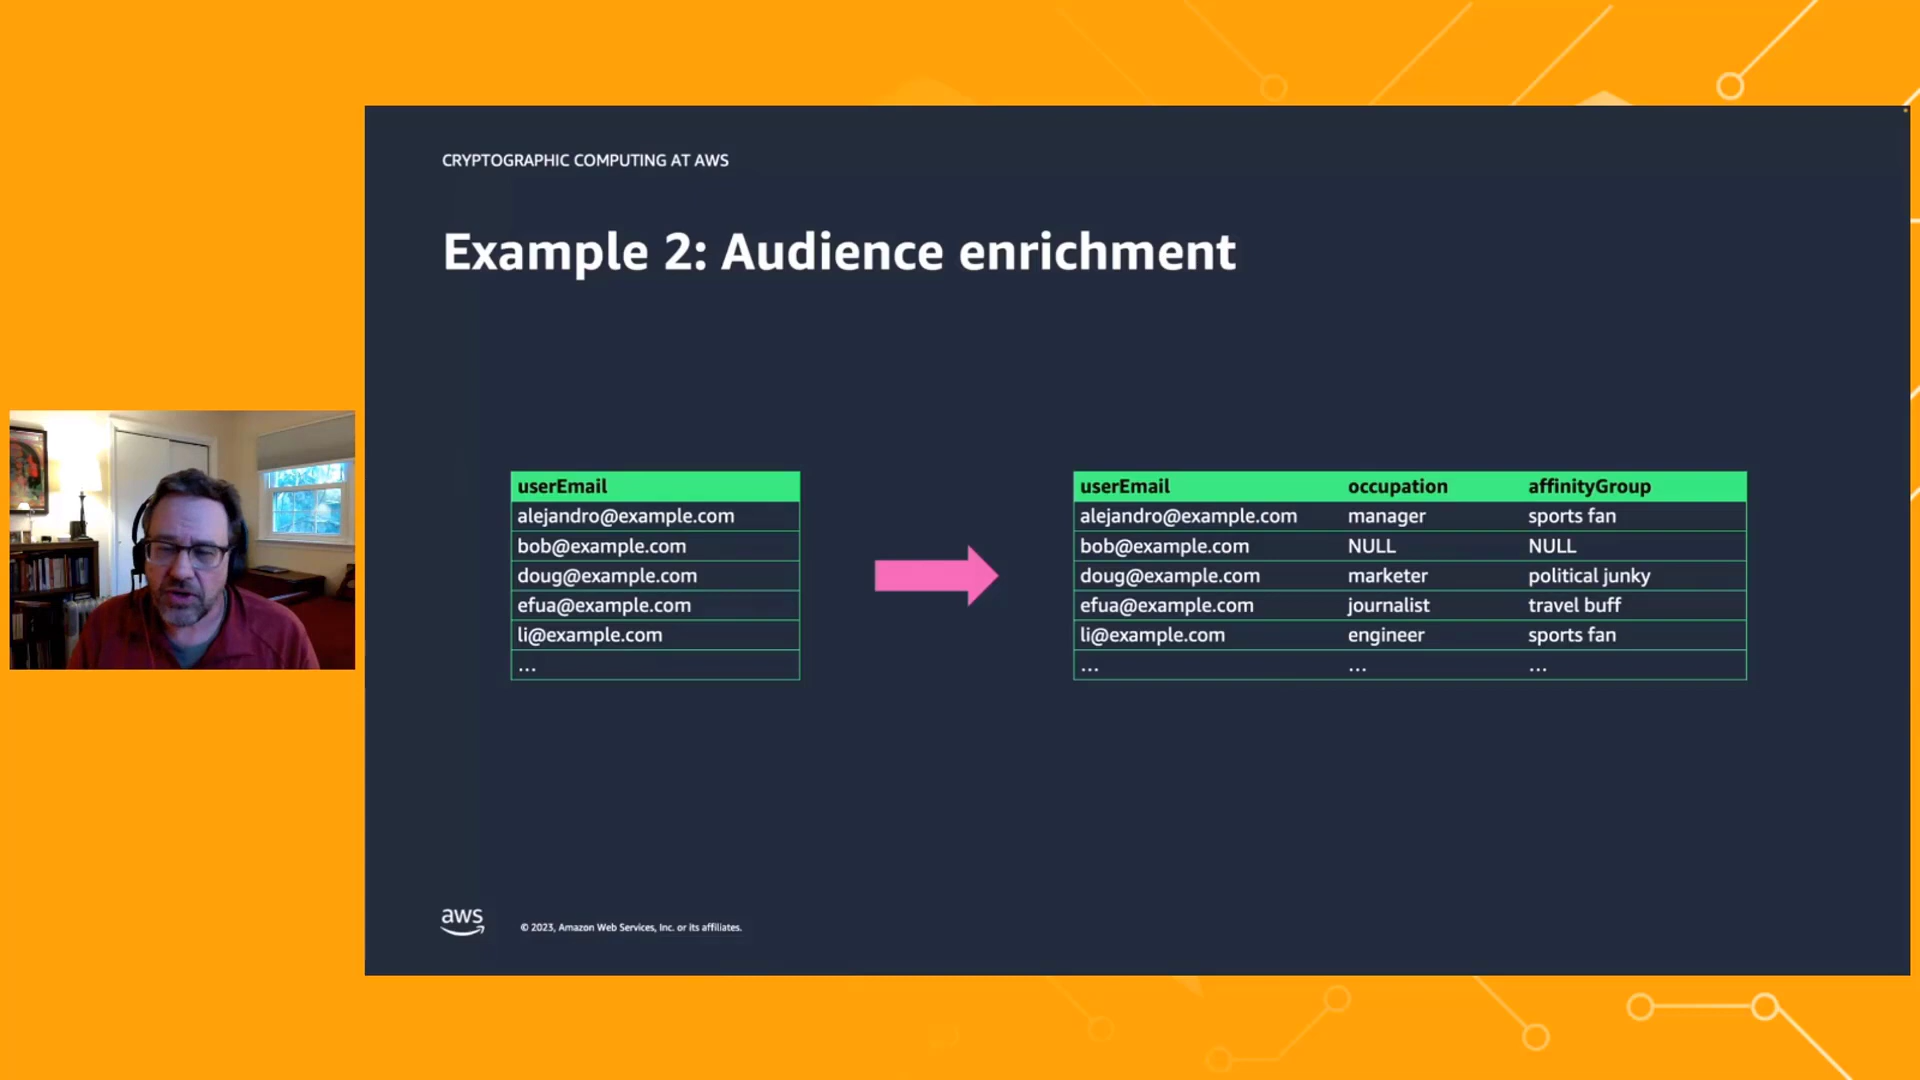 CRYPTOGRAPHIC COMPUTING AT AWS
Example 2: Audience enrichment
userEmail
alejandro@example.com
bob@example.com
doug@example.com
efua@example.com
li@example.com
...
userEmail occupation affinityGroup
alejandro@example.com manager sports fan
bob@example.com NULL NULL
doug@example.com marketer political junky
efua@example.com journalist travel buff
li@example.com engineer sports fan
... ... ...
aws
© 2023, Amazon Web Services, Inc. or its affiliates.